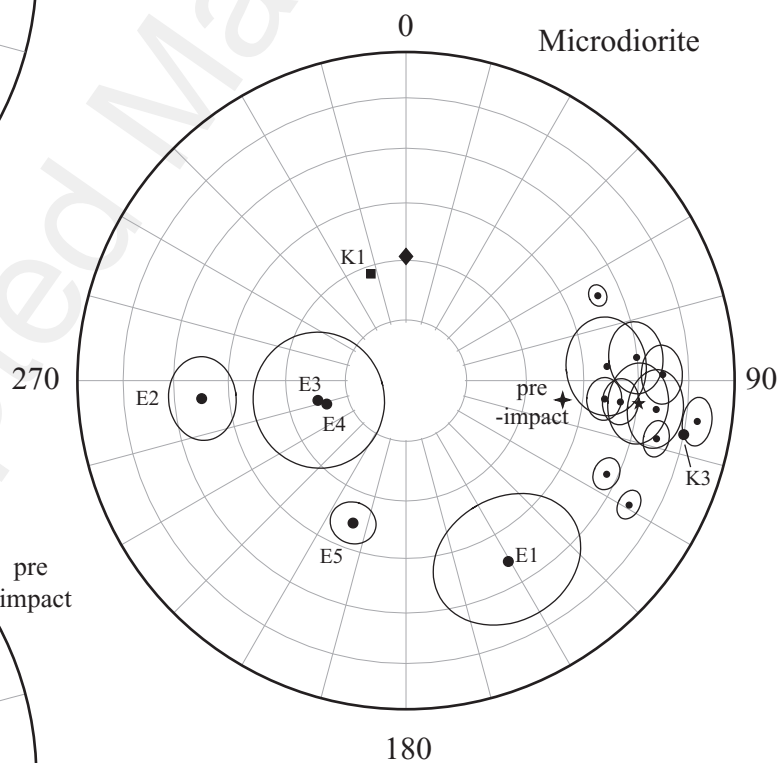 0
Microdiorite
K1
270
90
E2
E3
E4
pre
-impact
K3
E5
E1
pre
impact
180